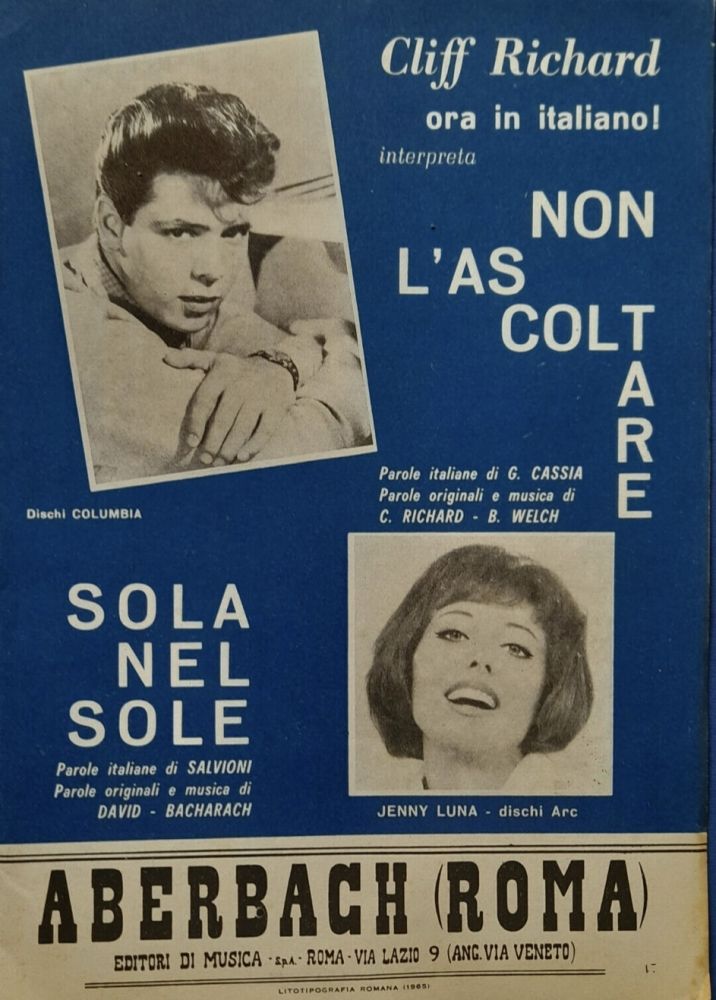 Cliff Richard
ora in italiano!
interpreta
NON
L'AS
COLTARE
Parole italiane di G. CASSIA
Parole originali e musica di
C. RICHARD - B. WELCH
Dischi COLUMBIA
SOLA
NEL
SOLE
Parole italiane di SALVIONI
Parole originali e musica di
DAVID - BACHARACH
JENNY LUNA - dischi Arc
ABERBACH (ROMA)
EDITORI DI MUSICA - S.p.A. - ROMA - VIA LAZIO 9 (ANG. VIA VENETO)
LITOTIPOGRAFIA ROMANA (1965)